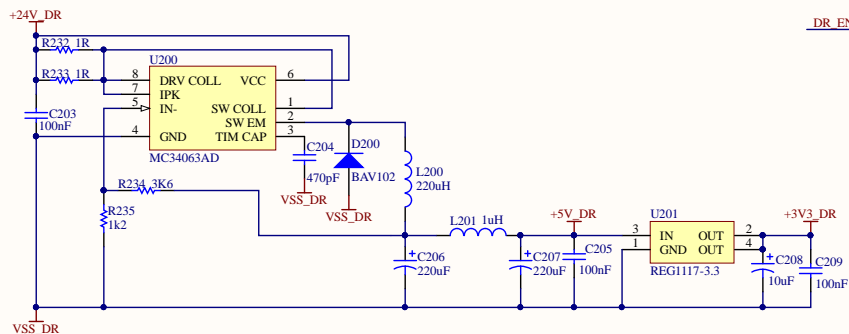 +24V_DR
DR_EN
R232 1R
U200
R233 1R
8 DRV COLL VCC 6
7 IPK
5 IN- SW COLL 1
SW EM 2
4 GND TIM CAP 3
MC34063AD
C203
100nF
C204
470pF
VSS_DR
D200
BAV102
VSS_DR
L200
220uH
R234 3K6
R235
1k2
L201 1uH
+5V_DR
C206
220uF
C207
220uF
C205
100nF
U201
3 IN OUT 2
1 GND OUT 4
REG1117-3.3
+3V3_DR
C208
10uF
C209
100nF
VSS_DR